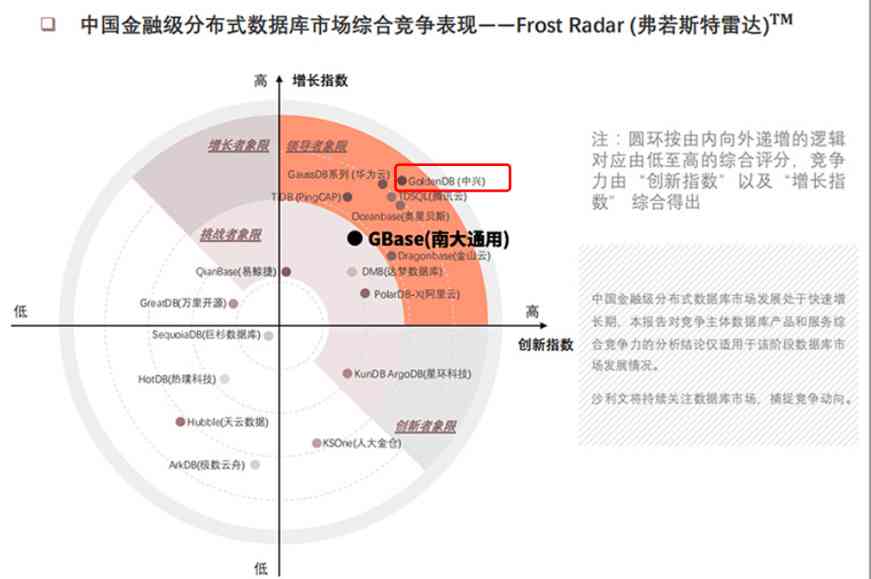 中国金融级分布式数据库市场综合竞争表现——Frost Radar (弗若斯特雷达)TM
高
增长指数
增长者象限
领导者象限
GaussDB系列 (华为云)
GoldenDB (中兴)
TiDB (PingCAP)
TDSQL(腾讯云)
Oceanbase(奥星贝斯)
挑战者象限
GBase(南大通用)
Dragonbase(金山云)
QianBase(易鲸捷)
DM8(达梦数据库)
PolarDB-X(阿里云)
GreatDB(万里开源)
低
高
创新指数
SequoiaDB(巨杉数据库)
KunDB ArgoDB(星环科技)
HotDB(热璞科技)
Hubble(天云数据)
创新者象限
KSOne(人大金仓)
ArkDB(极数云舟)
低
注：圆环按由内向外递增的逻辑
对应由低至高的综合评分，竞争
力由“创新指数”以及“增长指
数” 综合得出
中国金融级分布式数据库市场发展处于快速增
长期，本报告对竞争主体数据库产品和服务综
合竞争力的分析结论仅适用于该阶段数据库市
场发展情况。
沙利文将持续关注数据库市场，捕捉竞争动向。